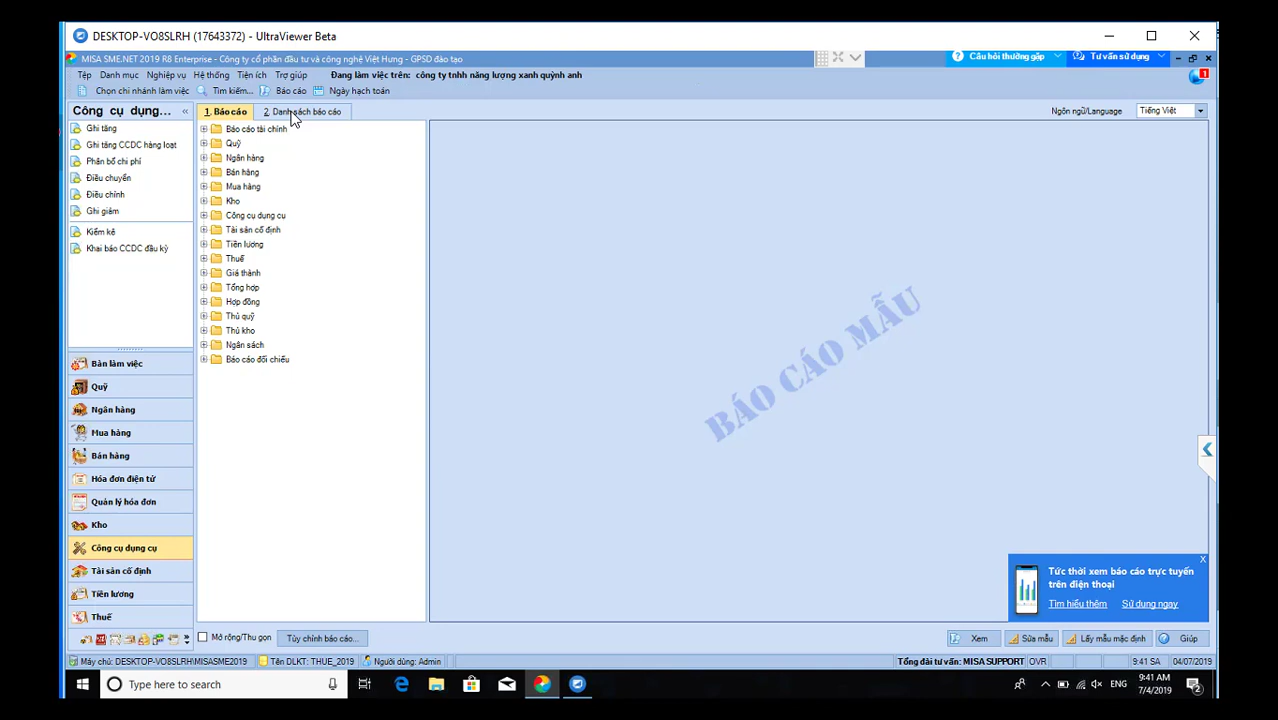 DESKTOP-VO8SLRH (17643372) - UltraViewer Beta
MISA SME.NET 2019 R8 Enterprise - Công ty cổ phần đầu tư và công nghệ Việt Hưng - GPSD đào tạo
Câu hỏi thường gặp
Tư vấn sử dụng
Tệp Danh mục Nghiệp vụ Hệ thống Tiện ích Trợ giúp Đang làm việc trên: công ty tnhh năng lượng xanh quỳnh anh
1
Chọn chi nhánh làm việc Tìm kiếm... Báo cáo Ngày hạch toán
Công cụ dụng... «
1. Báo cáo 2. Danh sách báo cáo
Ngôn ngữ/Language Tiếng Việt
Ghi tăng
Ghi tăng CCDC hàng loạt
Phân bổ chi phí
Điều chuyển
Điều chỉnh
Ghi giảm
Kiểm kê
Khai báo CCDC đầu kỳ
Bàn làm việc
Quỹ
Ngân hàng
Mua hàng
Bán hàng
Hóa đơn điện tử
Quản lý hóa đơn
Kho
Công cụ dụng cụ
Tài sản cố định
Tiền lương
Thuế
Báo cáo tài chính
Quỹ
Ngân hàng
Bán hàng
Mua hàng
Kho
Công cụ dụng cụ
Tài sản cố định
Tiền lương
Thuế
Giá thành
Tổng hợp
Hợp đồng
Thủ quỹ
Thủ kho
Ngân sách
Báo cáo đối chiếu
BÁO CÁO MẪU
Tức thời xem báo cáo trực tuyến
trên điện thoại
Tìm hiểu thêm Sử dụng ngay
Mở rộng/Thu gọn Tùy chỉnh báo cáo...
Xem Sửa mẫu Lấy mẫu mặc định Giúp
Máy chủ: DESKTOP-VO8SLRH\MISASME2019 Tên DLKT: THUE_2019 Người dùng: Admin Tổng đài tư vấn: MISA SUPPORT OVR 9:41 SA 04/07/2019
Type here to search
ENG
9:41 AM
7/4/2019
2